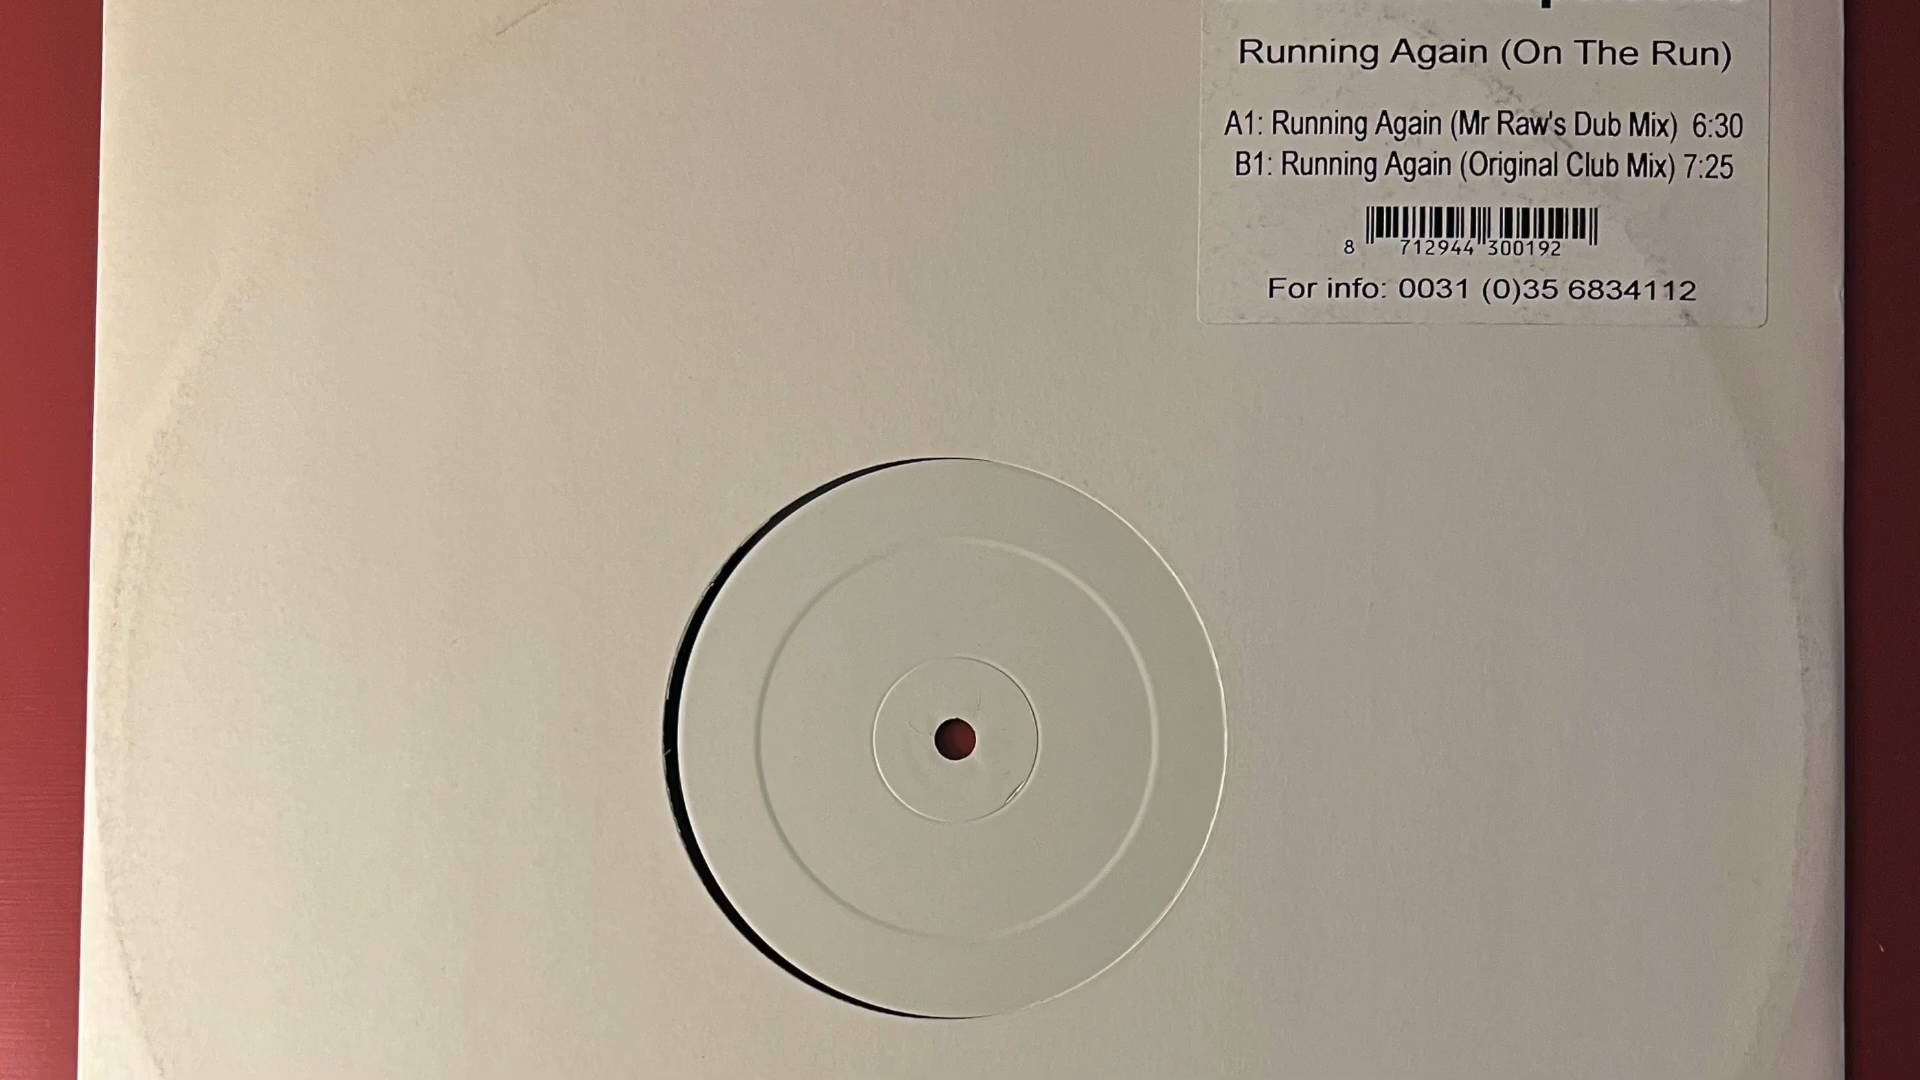 Running Again (On The Run)
A1: Running Again (Mr Raw's Dub Mix) 6:30
B1: Running Again (Original Club Mix) 7:25
8 712944 300192
For info: 0031 (0)35 6834112